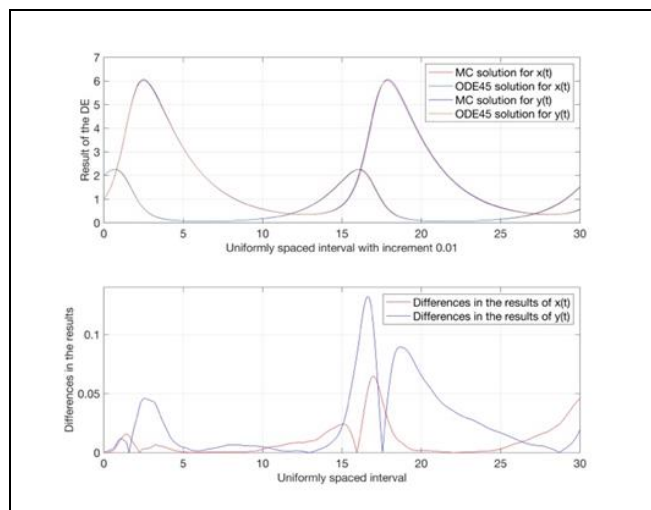 7
6
5
4
3
2
1
0
Result of the DE
MC solution for x(t)
ODE45 solution for x(t)
MC solution for y(t)
ODE45 solution for y(t)
0 5 10 15 20 25 30
Uniformly spaced interval with increment 0.01
0.1
0.05
0
Differences in the results
Differences in the results of x(t)
Differences in the results of y(t)
0 5 10 15 20 25 30
Uniformly spaced interval